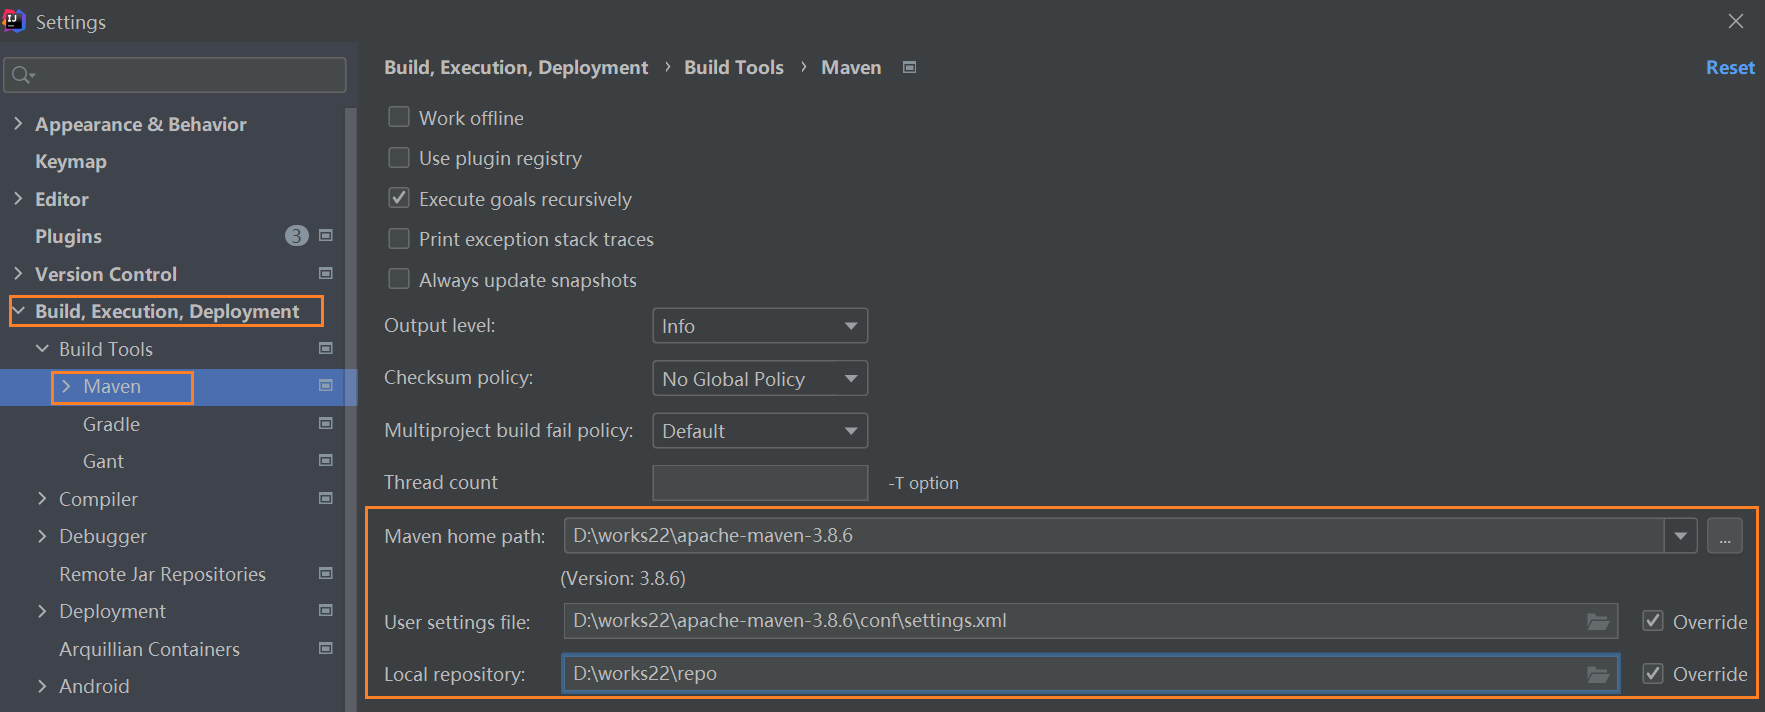 Settings
Appearance & Behavior
Keymap
Editor
Plugins 3
Version Control
Build, Execution, Deployment
Build Tools
Maven
Gradle
Gant
Compiler
Debugger
Remote Jar Repositories
Deployment
Arquillian Containers
Android
Build, Execution, Deployment › Build Tools › Maven
Reset
Work offline
Use plugin registry
Execute goals recursively
Print exception stack traces
Always update snapshots
Output level: Info
Checksum policy: No Global Policy
Multiproject build fail policy: Default
Thread count -T option
Maven home path: D:\works22\apache-maven-3.8.6 ...
(Version: 3.8.6)
User settings file: D:\works22\apache-maven-3.8.6\conf\settings.xml Override
Local repository: D:\works22\repo Override